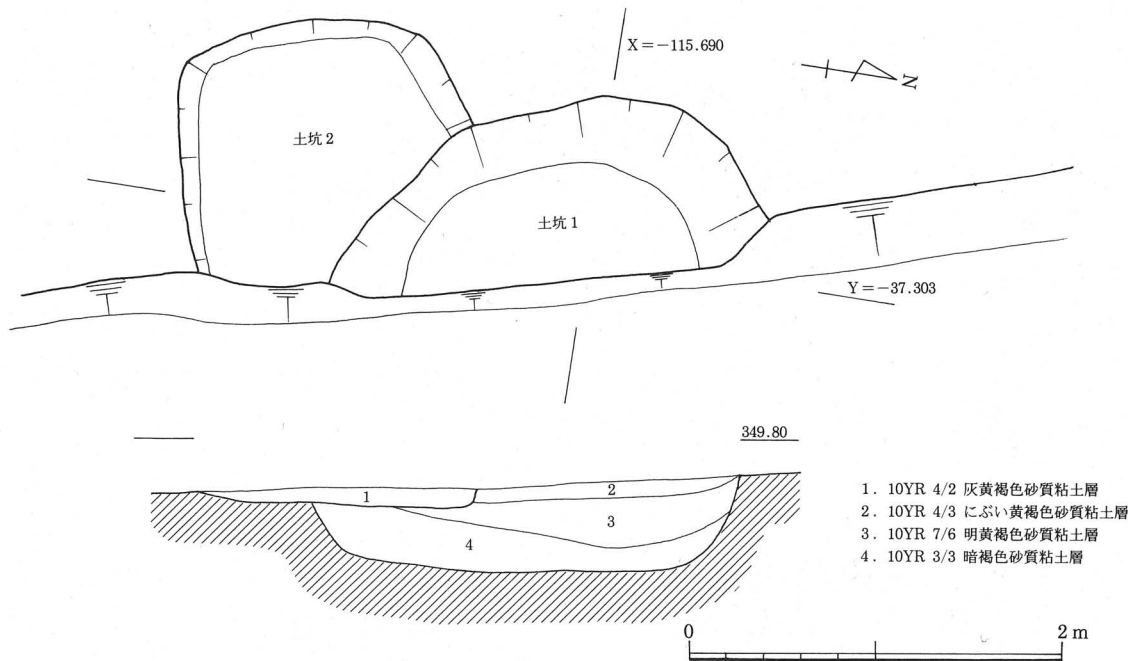 X=-115.690
N
土坑2
土坑1
Y=-37.303
349.80
1
2
3
4
1. 10YR 4/2 灰黄褐色砂質粘土層
2. 10YR 4/3 にぶい黄褐色砂質粘土層
3. 10YR 7/6 明黄褐色砂質粘土層
4. 10YR 3/3 暗褐色砂質粘土層
0 2m